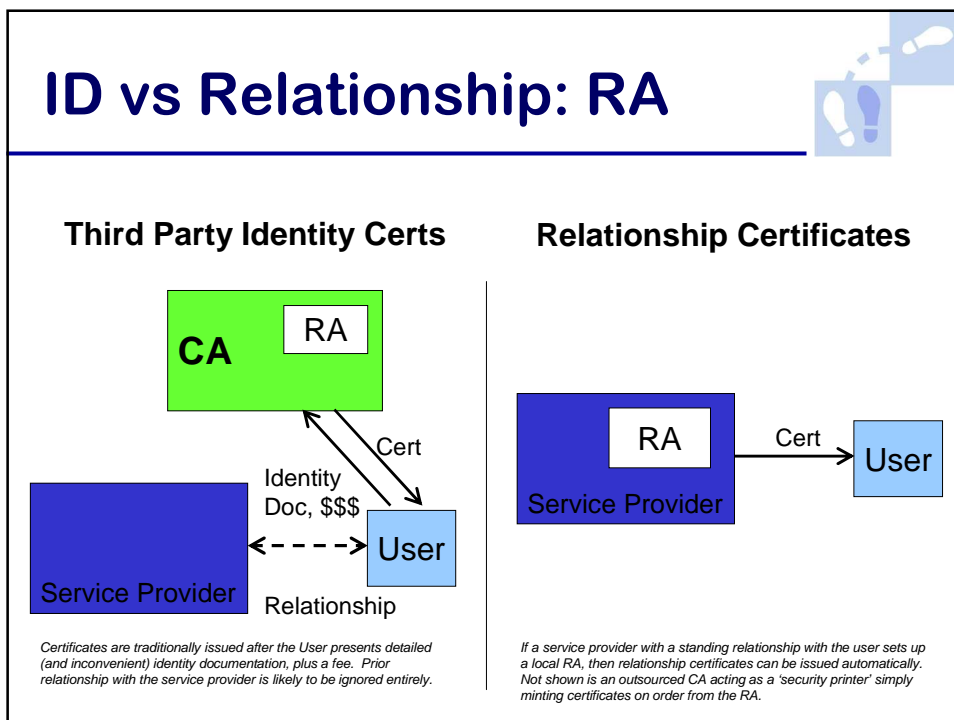 ID vs Relationship: RA
Third Party Identity Certs
CA
RA
Cert
Identity
Doc, $$$
User
Service Provider
Relationship
Certificates are traditionally issued after the User presents detailed
(and inconvenient) identity documentation, plus a fee. Prior
relationship with the service provider is likely to be ignored entirely.
Relationship Certificates
RA
Service Provider
Cert
User
If a service provider with a standing relationship with the user sets up
a local RA, then relationship certificates can be issued automatically.
Not shown is an outsourced CA acting as a ‘security printer’ simply
minting certificates on order from the RA.